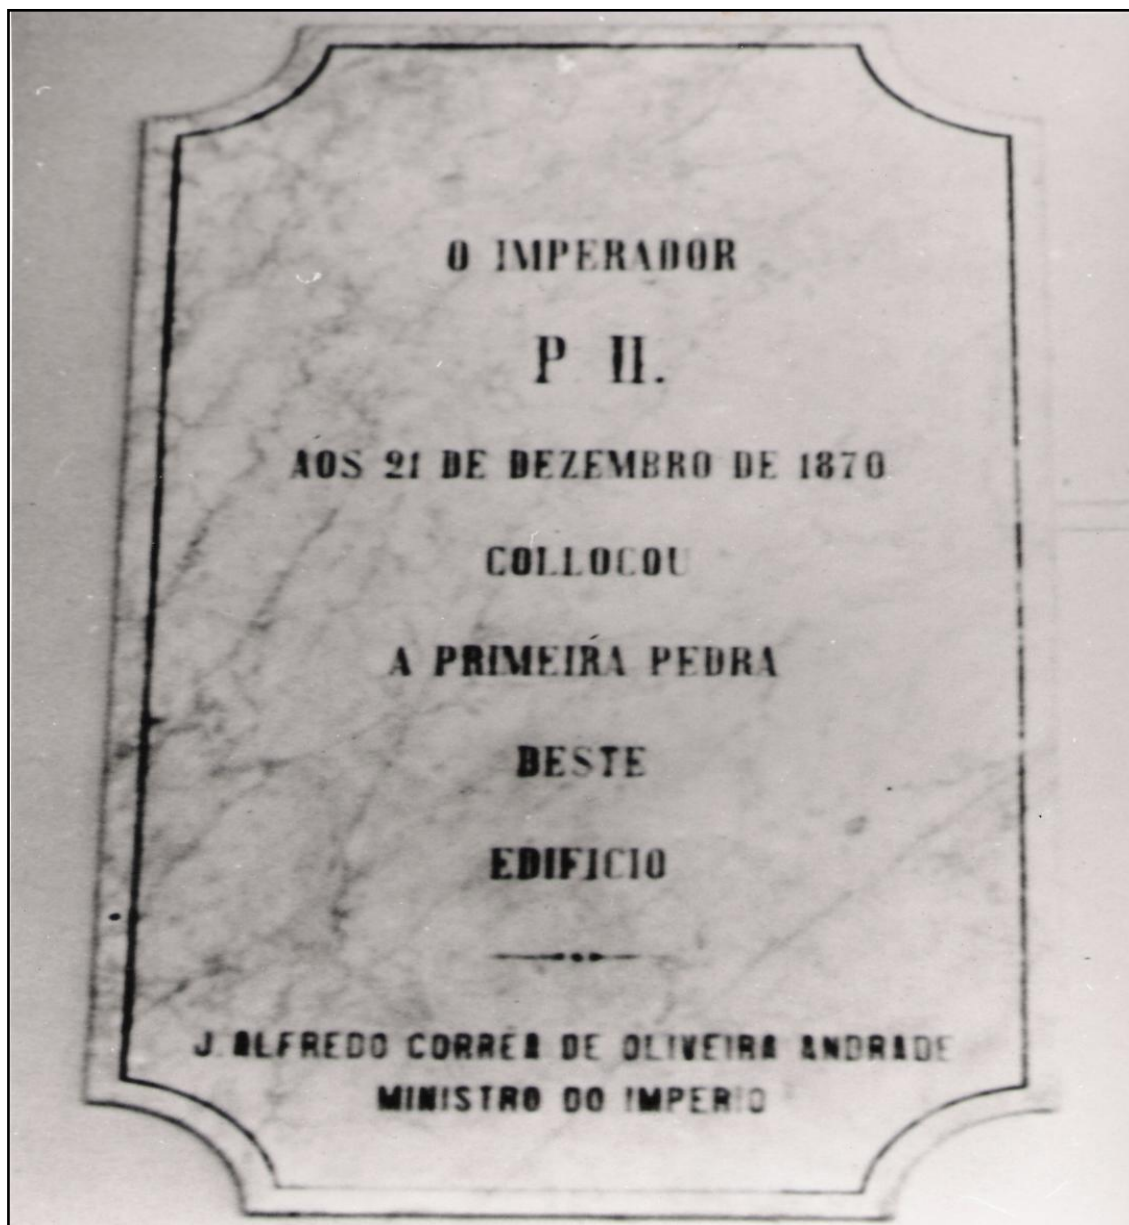 O IMPERADOR
P. II.
AOS 21 DE DEZEMBRO DE 1870
COLLOCOU
A PRIMEIRA PEDRA
DESTE
EDIFICIO
J. ALFREDO CORRÊA DE OLIVEIRA ANDRADE
MINISTRO DO IMPERIO